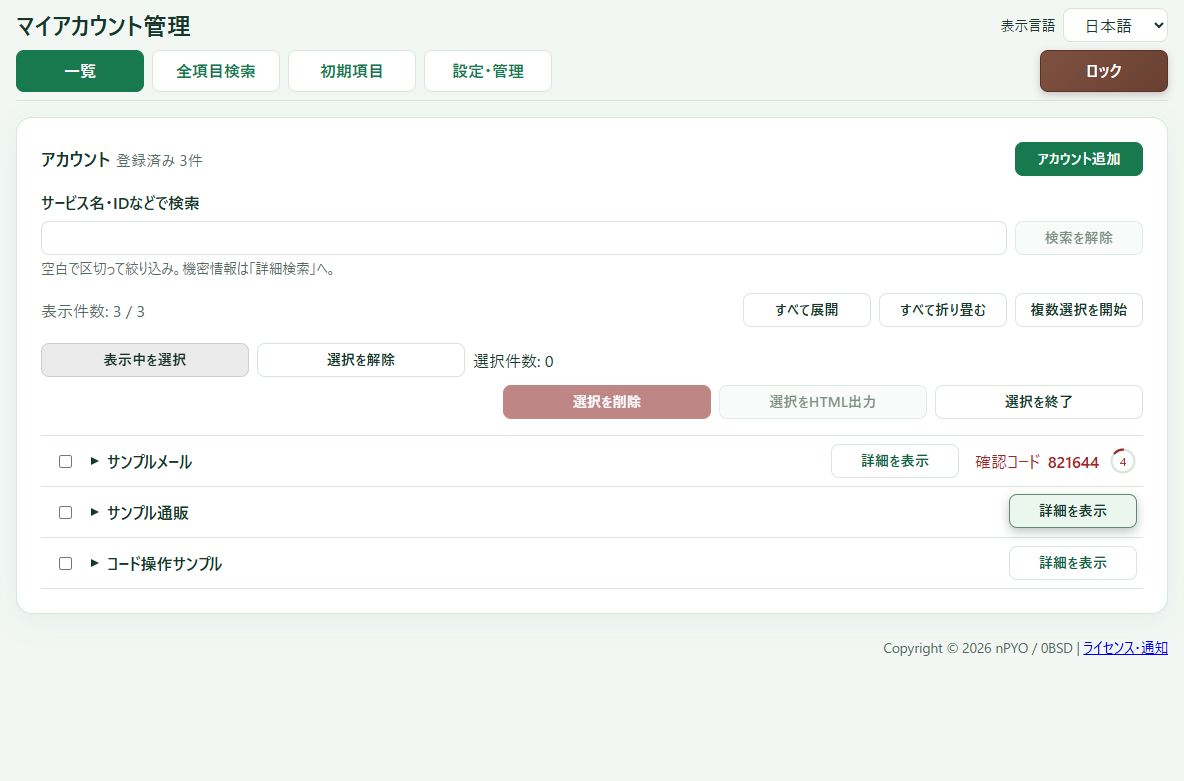 マイアカウント管理
表示言語 日本語
一覧 全項目検索 初期項目 設定・管理 ロック
アカウント 登録済み 3件 アカウント追加
サービス名・IDなどで検索
検索を解除
空白で区切って絞り込み。機密情報は「詳細検索」へ。
表示件数: 3 / 3 すべて展開 すべて折り畳む 複数選択を開始
表示中を選択 選択を解除 選択件数: 0
選択を削除 選択をHTML出力 選択を終了
サンプルメール 詳細を表示 確認コード 821644 4
サンプル通販 詳細を表示
コード操作サンプル 詳細を表示
Copyright © 2026 nPYO / 0BSD | ライセンス・通知